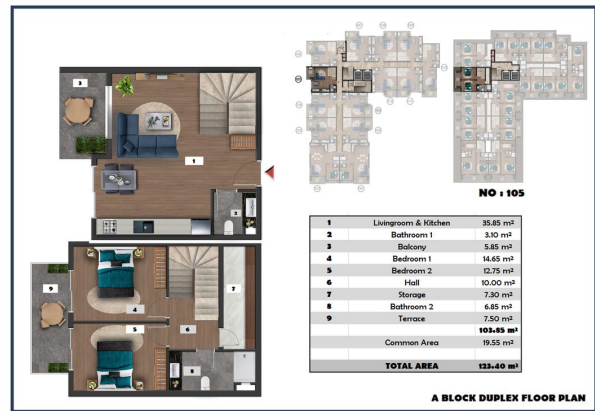 NO : 105
1 Livingroom & Kitchen 35.85 m²
2 Bathroom 1 3.10 m²
3 Balcony 5.85 m²
4 Bedroom 1 14.65 m²
5 Bedroom 2 12.75 m²
6 Hall 10.00 m²
7 Storage 7.30 m²
8 Bathroom 2 6.85 m²
9 Terrace 7.50 m²
103.85 m²
Common Area 19.55 m²
TOTAL AREA 123.40 m²
A BLOCK DUPLEX FLOOR PLAN
3
1
3
9
4
7
5
6
8